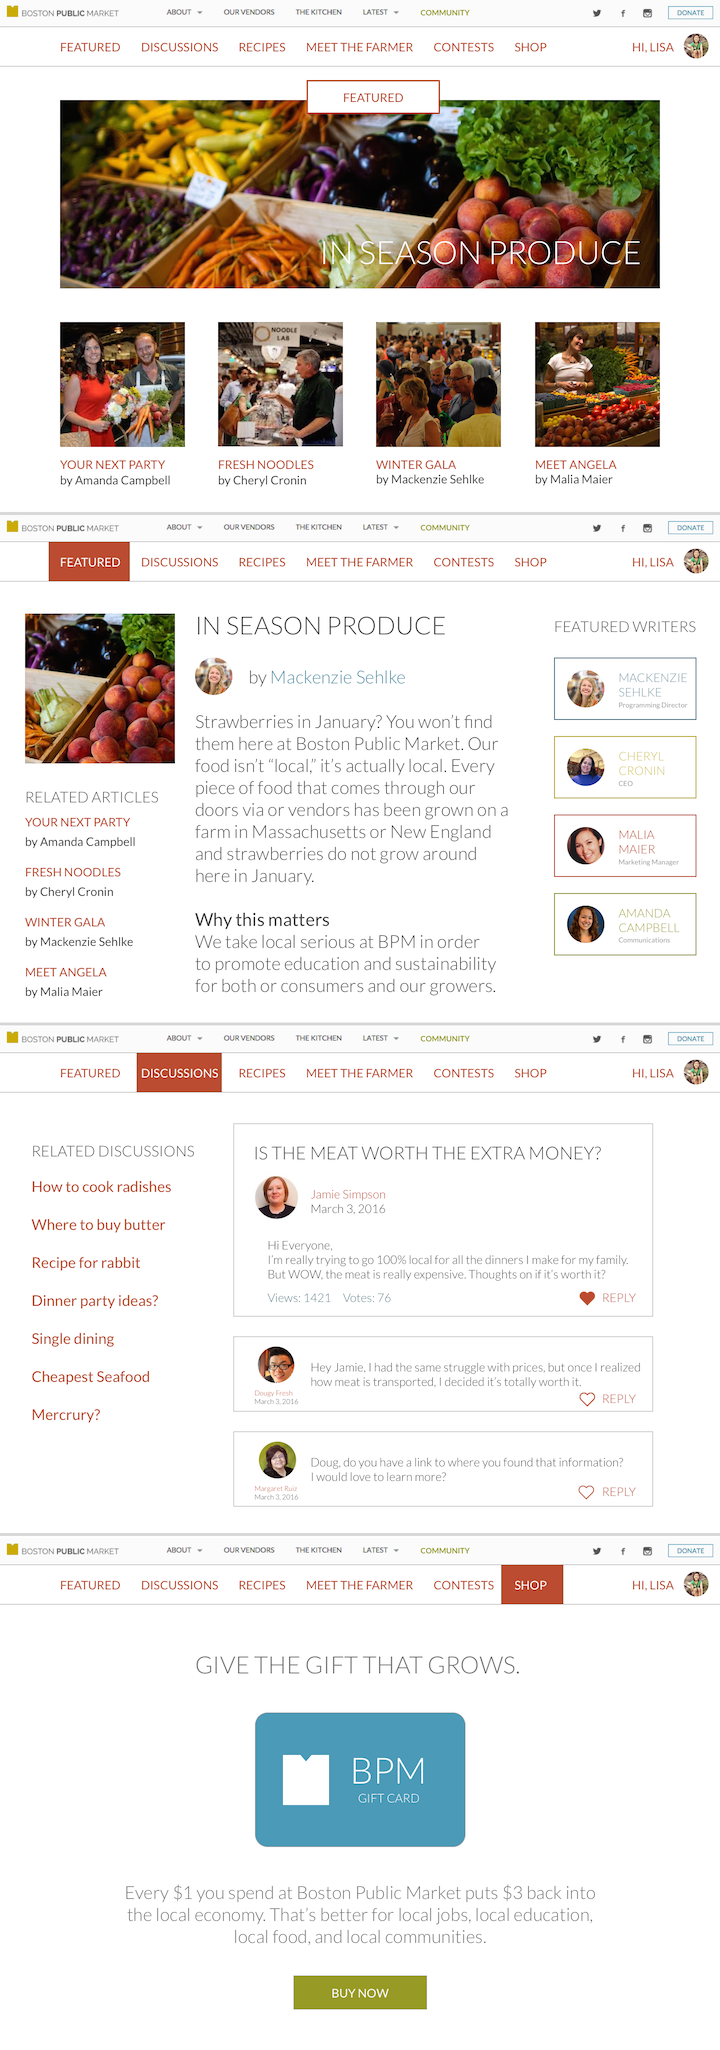 BOSTON PUBLIC MARKET ABOUT OUR VENDORS THE KITCHEN LATEST COMMUNITY f DONATE
FEATURED DISCUSSIONS RECIPES MEET THE FARMER CONTESTS SHOP HI, LISA
FEATURED
IN SEASON PRODUCE
NOODLE
LAB
YOUR NEXT PARTY
by Amanda Campbell
FRESH NOODLES
by Cheryl Cronin
WINTER GALA
by Mackenzie Sehlke
MEET ANGELA
by Malia Maier
BOSTON PUBLIC MARKET ABOUT OUR VENDORS THE KITCHEN LATEST COMMUNITY f DONATE
FEATURED DISCUSSIONS RECIPES MEET THE FARMER CONTESTS SHOP HI, LISA
RELATED ARTICLES
YOUR NEXT PARTY
by Amanda Campbell
FRESH NOODLES
by Cheryl Cronin
WINTER GALA
by Mackenzie Sehlke
MEET ANGELA
by Malia Maier
IN SEASON PRODUCE
by Mackenzie Sehlke
Strawberries in January? You won't find
them here at Boston Public Market. Our
food isn't “local,” it's actually local. Every
piece of food that comes through our
doors via or vendors has been grown on a
farm in Massachusetts or New England
and strawberries do not grow around
here in January.
Why this matters
We take local serious at BPM in order
to promote education and sustainability
for both or consumers and our growers.
FEATURED WRITERS
MACKENZIE
SEHLKE
Programming Director
CHERYL
CRONIN
CEO
MALIA
MAIER
Marketing Manager
AMANDA
CAMPBELL
Communications
BOSTON PUBLIC MARKET ABOUT OUR VENDORS THE KITCHEN LATEST COMMUNITY f DONATE
FEATURED DISCUSSIONS RECIPES MEET THE FARMER CONTESTS SHOP HI, LISA
RELATED DISCUSSIONS
How to cook radishes
Where to buy butter
Recipe for rabbit
Dinner party ideas?
Single dining
Cheapest Seafood
Mercrury?
IS THE MEAT WORTH THE EXTRA MONEY?
Jamie Simpson
March 3, 2016
Hi Everyone,
I'm really trying to go 100% local for all the dinners I make for my family.
But WOW, the meat is really expensive. Thoughts on if it's worth it?
Views: 1421 Votes: 76 REPLY
Hey Jamie, I had the same struggle with prices, but once I realized
how meat is transported, I decided it's totally worth it.
Dougy Fresh
March 3, 2016
REPLY
Doug, do you have a link to where you found that information?
I would love to learn more?
Margaret Ruiz
March 3, 2016
REPLY
BOSTON PUBLIC MARKET ABOUT OUR VENDORS THE KITCHEN LATEST COMMUNITY f DONATE
FEATURED DISCUSSIONS RECIPES MEET THE FARMER CONTESTS SHOP HI, LISA
GIVE THE GIFT THAT GROWS.
BPM
GIFT CARD
Every $1 you spend at Boston Public Market puts $3 back into
the local economy. That's better for local jobs, local education,
local food, and local communities.
BUY NOW